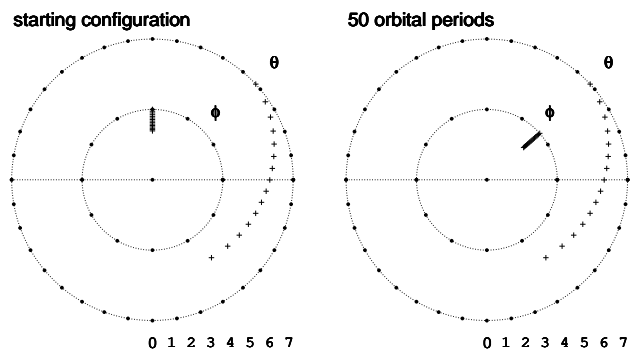 starting configuration
50 orbital periods
θ
θ
ϕ
ϕ
0 1 2 3 4 5 6 7
0 1 2 3 4 5 6 7